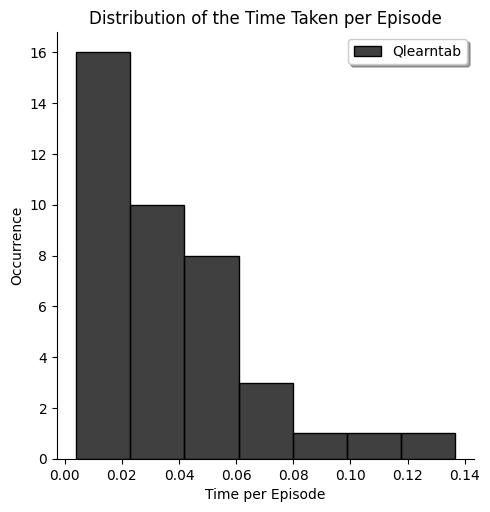 Distribution of the Time Taken per Episode
Qlearntab
16
14
12
10
8
6
4
2
0
Occurrence
0.00 0.02 0.04 0.06 0.08 0.10 0.12 0.14
Time per Episode